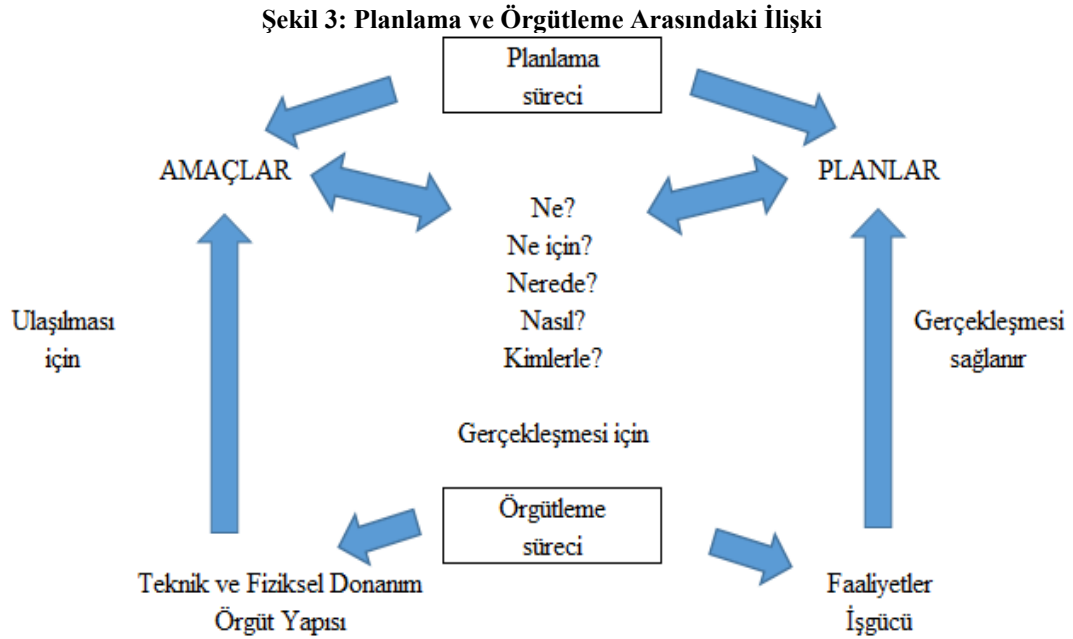 Şekil 3: Planlama ve Örgütleme Arasındaki İlişki
Planlama
süreci
AMAÇLAR
PLANLAR
Ne?
Ne için?
Nerede?
Nasıl?
Kimlerle?
Ulaşılması
için
Gerçekleşmesi
sağlanır
Gerçekleşmesi için
Örgütleme
süreci
Teknik ve Fiziksel Donanım
Örgüt Yapısı
Faaliyetler
İşgücü